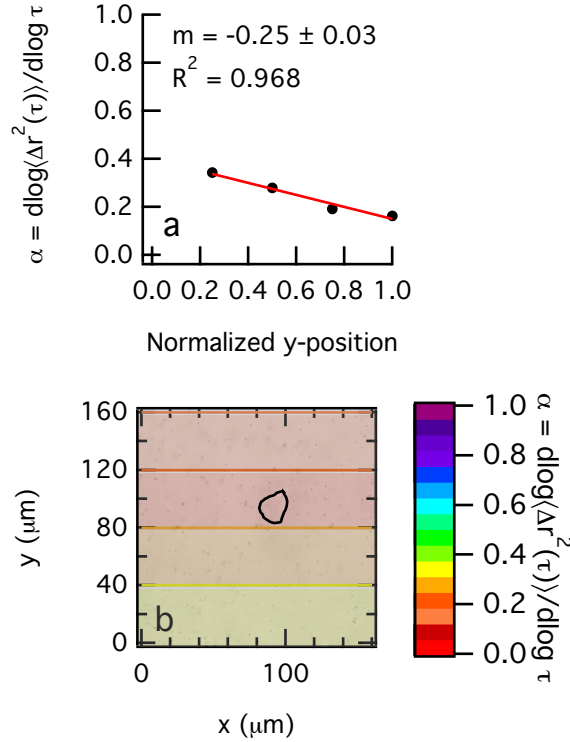 α = dlog⟨Δr²(τ)⟩/dlog τ
1.0
0.8
0.6
0.4
0.2
0.0
m = -0.25 ± 0.03
R² = 0.968
a
0.0 0.2 0.4 0.6 0.8 1.0
Normalized y-position
y (μm)
160
120
80
40
0
b
0 100
x (μm)
1.0
0.8
0.6
0.4
0.2
0.0
α = dlog⟨Δr²(τ)⟩/dlog τ